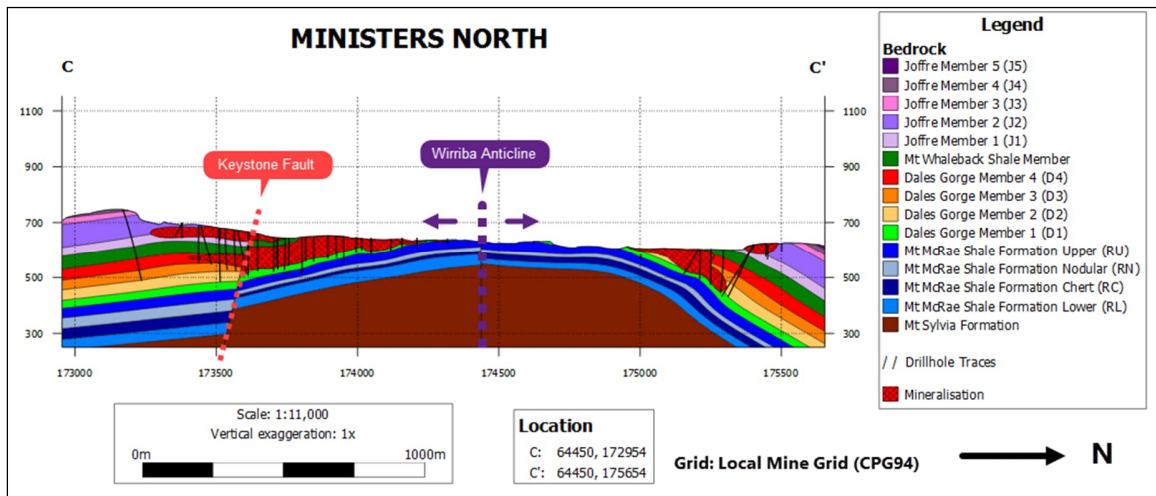 MINISTERS NORTH
C
C'
1100
1100
900
900
700
700
500
500
300
300
Keystone Fault
Wirriba Anticline
173000
173500
174000
174500
175000
175500
Legend
Bedrock
Joffre Member 5 (J5)
Joffre Member 4 (J4)
Joffre Member 3 (J3)
Joffre Member 2 (J2)
Joffre Member 1 (J1)
Mt Whaleback Shale Member
Dales Gorge Member 4 (D4)
Dales Gorge Member 3 (D3)
Dales Gorge Member 2 (D2)
Dales Gorge Member 1 (D1)
Mt McRae Shale Formation Upper (RU)
Mt McRae Shale Formation Nodular (RN)
Mt McRae Shale Formation Chert (RC)
Mt McRae Shale Formation Lower (RL)
Mt Sylvia Formation
/ / Drillhole Traces
Mineralisation
Scale: 1:11,000
Vertical exaggeration: 1x
0m
1000m
Location
C: 64450, 172954
C': 64450, 175654
Grid: Local Mine Grid (CPG94)
N